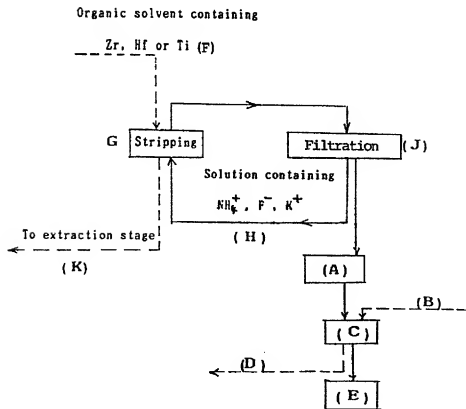 Organic solvent containing
Zr, Hf or Ti (F)
G Stripping
Filtration (J)
Solution containing
NH₄⁺, F⁻, K⁺
(H)
To extraction stage
(K)
(A)
(B)
(C)
(D)
(E)